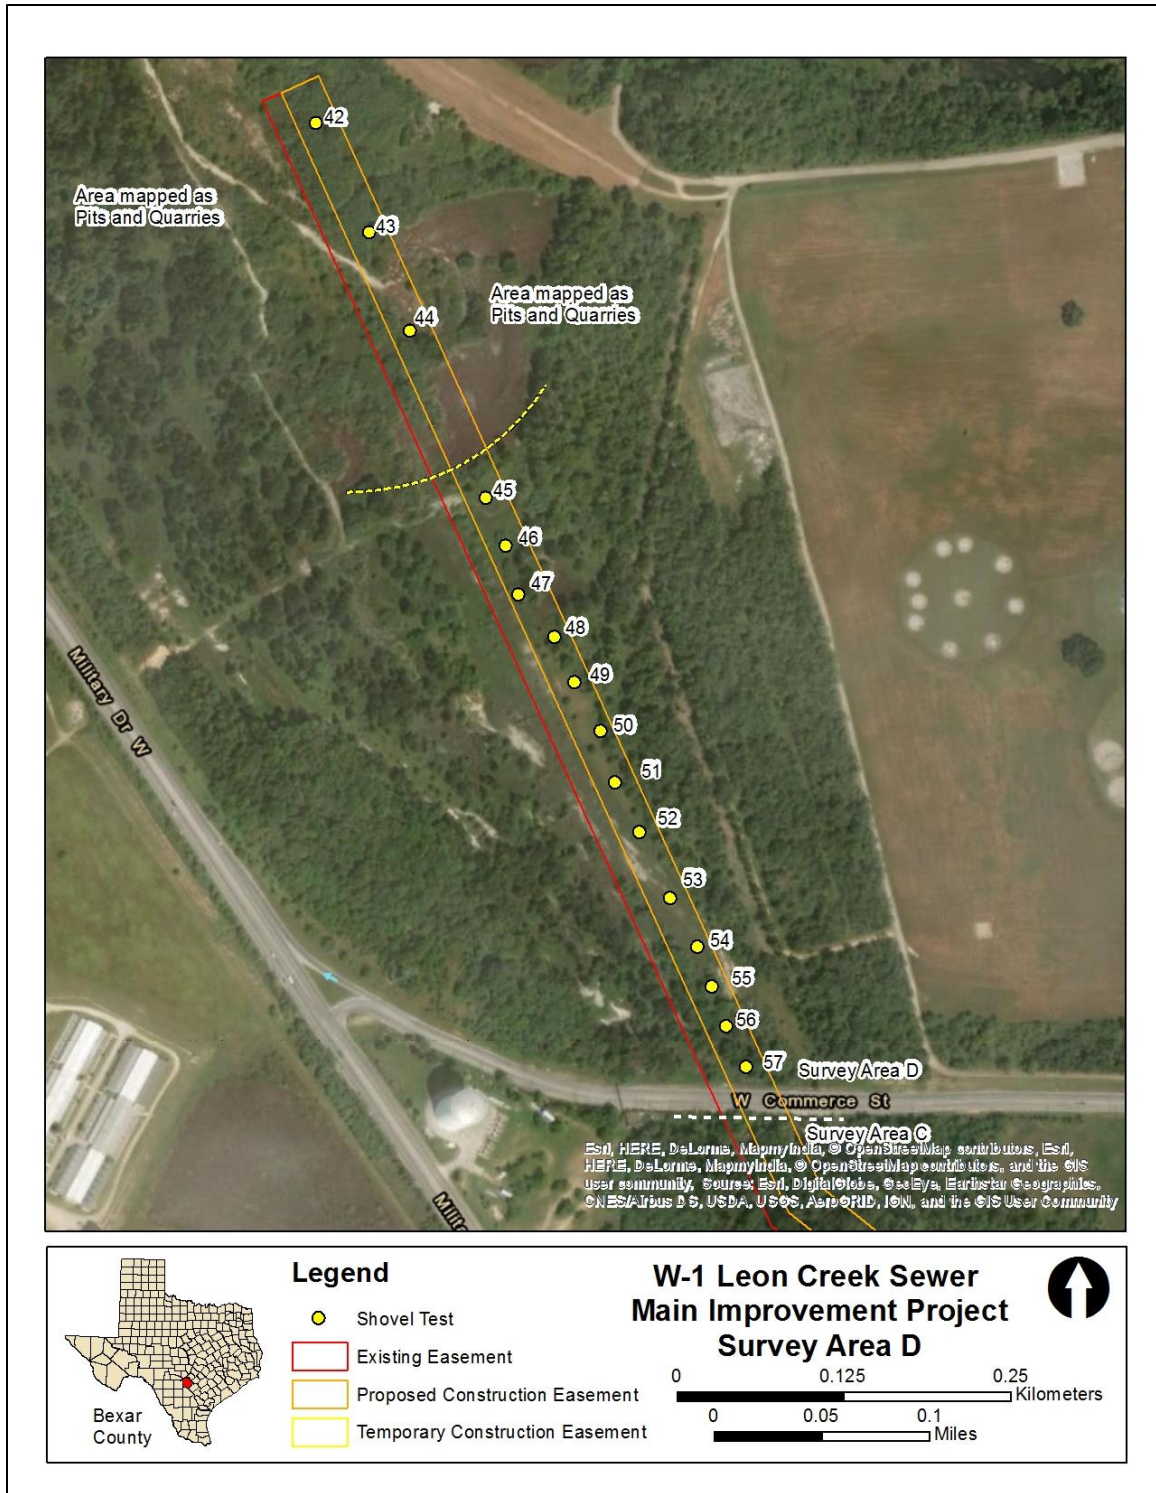 42
Area mapped as
Pits and Quarries
43
Area mapped as
Pits and Quarries
44
45
46
47
48
Military Dr W
49
50
51
52
53
54
55
56
57
Survey Area D
W Commerce St
Survey Area C
Esri, HERE, DeLorme, MapmyIndia, © OpenStreetMap contributors, Esri,
HERE, DeLorme, MapmyIndia, © OpenStreetMap contributors, and the GIS
user community, Source: Esri, DigitalGlobe, GeoEye, Earthstar Geographics,
CNES/Airbus DS, USDA, USGS, AeroGRID, IGN, and the GIS User Community
Milita
Bexar
County
Legend
Shovel Test
Existing Easement
Proposed Construction Easement
Temporary Construction Easement
W-1 Leon Creek Sewer
Main Improvement Project
Survey Area D
0 0.125 0.25
Kilometers
0 0.05 0.1
Miles